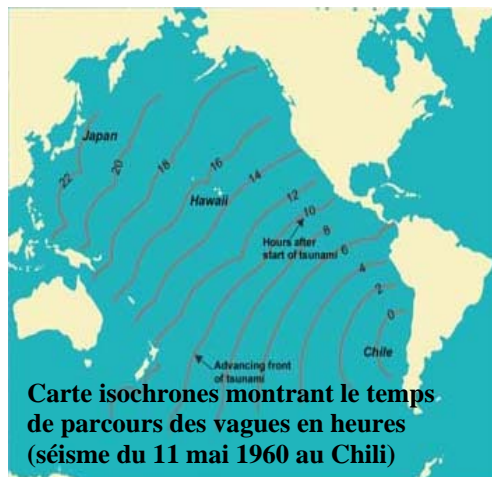 Japan
22
20
18
16
14
Hawaii
12
10
8
Hours after
start of tsunami
6
4
2
0
Chile
Advancing front
of tsunami
Carte isochrones montrant le temps
de parcours des vagues en heures
(séisme du 11 mai 1960 au Chili)